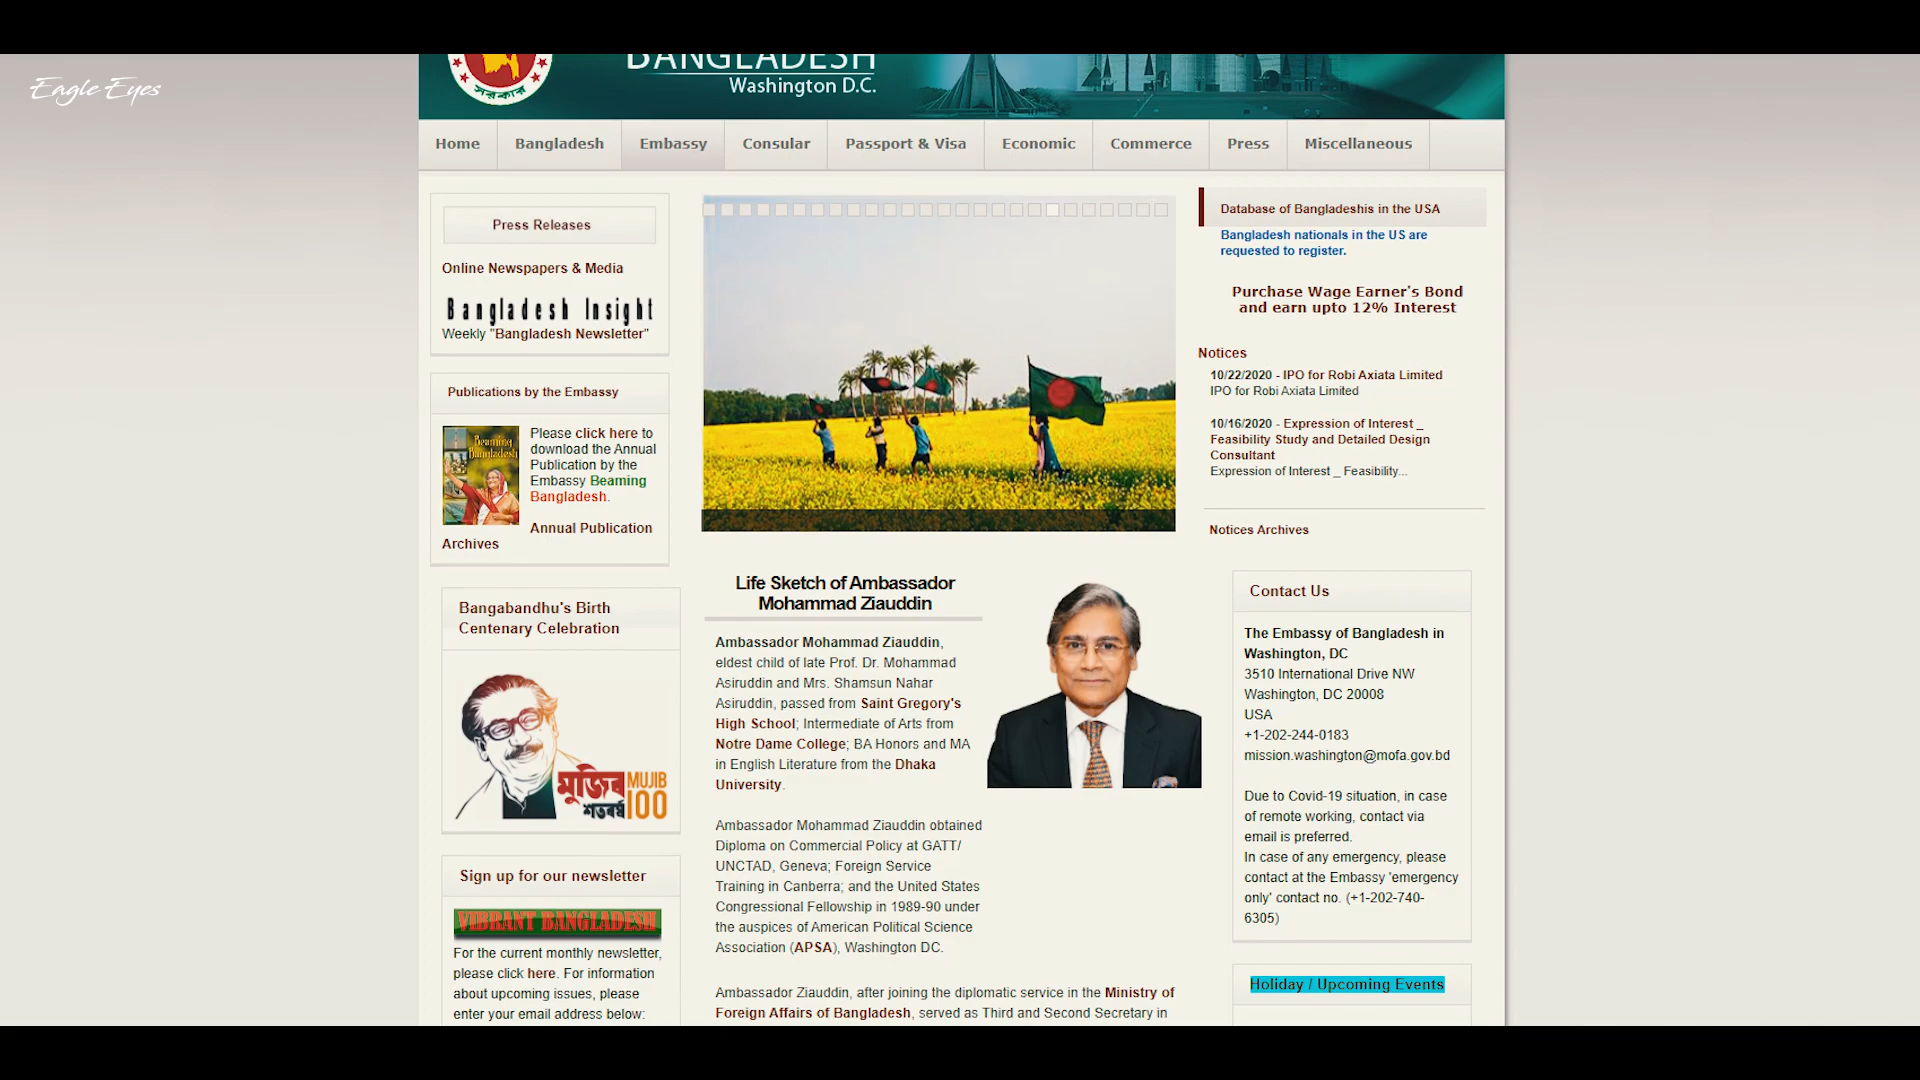 Eagle Eyes
BANGLADESH
Washington D.C.
সরকার
Home
Bangladesh
Embassy
Consular
Passport & Visa
Economic
Commerce
Press
Miscellaneous
Press Releases
Online Newspapers & Media
Bangladesh Insight
Weekly "Bangladesh Newsletter"
Publications by the Embassy
Beaming
Bangladesh
Please click here to
download the Annual
Publication by the
Embassy Beaming
Bangladesh.
Annual Publication
Archives
Bangabandhu's Birth
Centenary Celebration
মুজিব MUJIB
শতবর্ষ 100
Sign up for our newsletter
VIBRANT BANGLADESH
For the current monthly newsletter,
please click here. For information
about upcoming issues, please
enter your email address below:
Life Sketch of Ambassador
Mohammad Ziauddin
Ambassador Mohammad Ziauddin,
eldest child of late Prof. Dr. Mohammad
Asiruddin and Mrs. Shamsun Nahar
Asiruddin, passed from Saint Gregory's
High School; Intermediate of Arts from
Notre Dame College; BA Honors and MA
in English Literature from the Dhaka
University.
Ambassador Mohammad Ziauddin obtained
Diploma on Commercial Policy at GATT/
UNCTAD, Geneva; Foreign Service
Training in Canberra; and the United States
Congressional Fellowship in 1989-90 under
the auspices of American Political Science
Association (APSA), Washington DC.
Ambassador Ziauddin, after joining the diplomatic service in the Ministry of
Foreign Affairs of Bangladesh, served as Third and Second Secretary in
Database of Bangladeshis in the USA
Bangladesh nationals in the US are
requested to register.
Purchase Wage Earner's Bond
and earn upto 12% Interest
Notices
10/22/2020 - IPO for Robi Axiata Limited
IPO for Robi Axiata Limited
10/16/2020 - Expression of Interest _
Feasibility Study and Detailed Design
Consultant
Expression of Interest _ Feasibility...
Notices Archives
Contact Us
The Embassy of Bangladesh in
Washington, DC
3510 International Drive NW
Washington, DC 20008
USA
+1-202-244-0183
mission.washington@mofa.gov.bd
Due to Covid-19 situation, in case
of remote working, contact via
email is preferred.
In case of any emergency, please
contact at the Embassy 'emergency
only' contact no. (+1-202-740-
6305)
Holiday / Upcoming Events